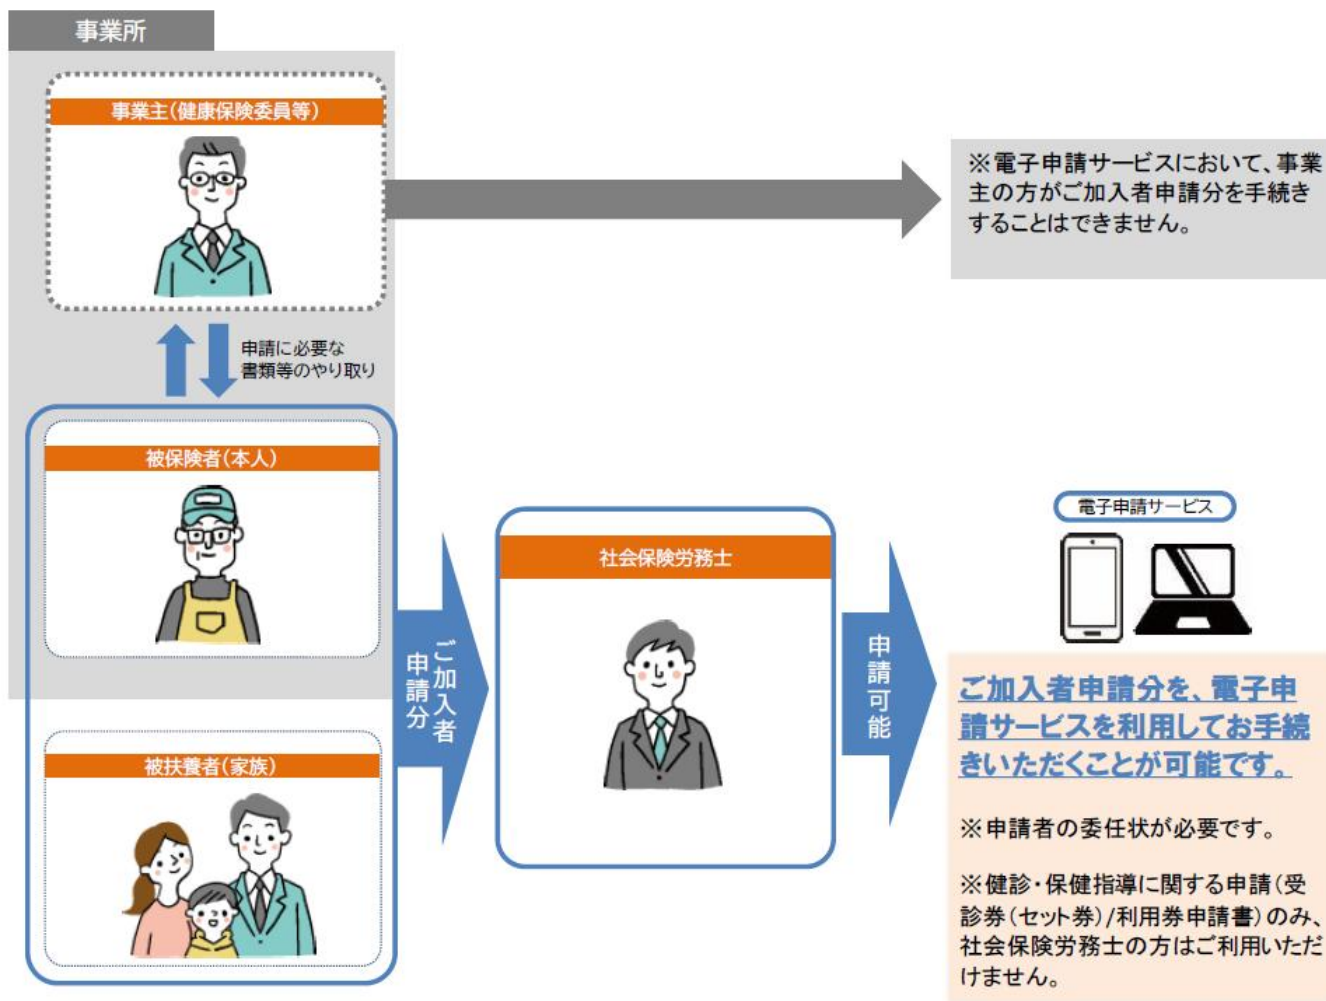 事業所
事業主(健康保険委員等)
※電子申請サービスにおいて、事業
主の方がご加入者申請分を手続き
することはできません。
申請に必要な
書類等のやり取り
被保険者(本人)
被扶養者(家族)
ご加入者
申請分
社会保険労務士
申請可能
電子申請サービス
ご加入者申請分を、電子申
請サービスを利用してお手続
きいただくことが可能です。
※申請者の委任状が必要です。
※健診・保健指導に関する申請(受
診券(セット券)/利用券申請書)のみ、
社会保険労務士の方はご利用いただ
けません。